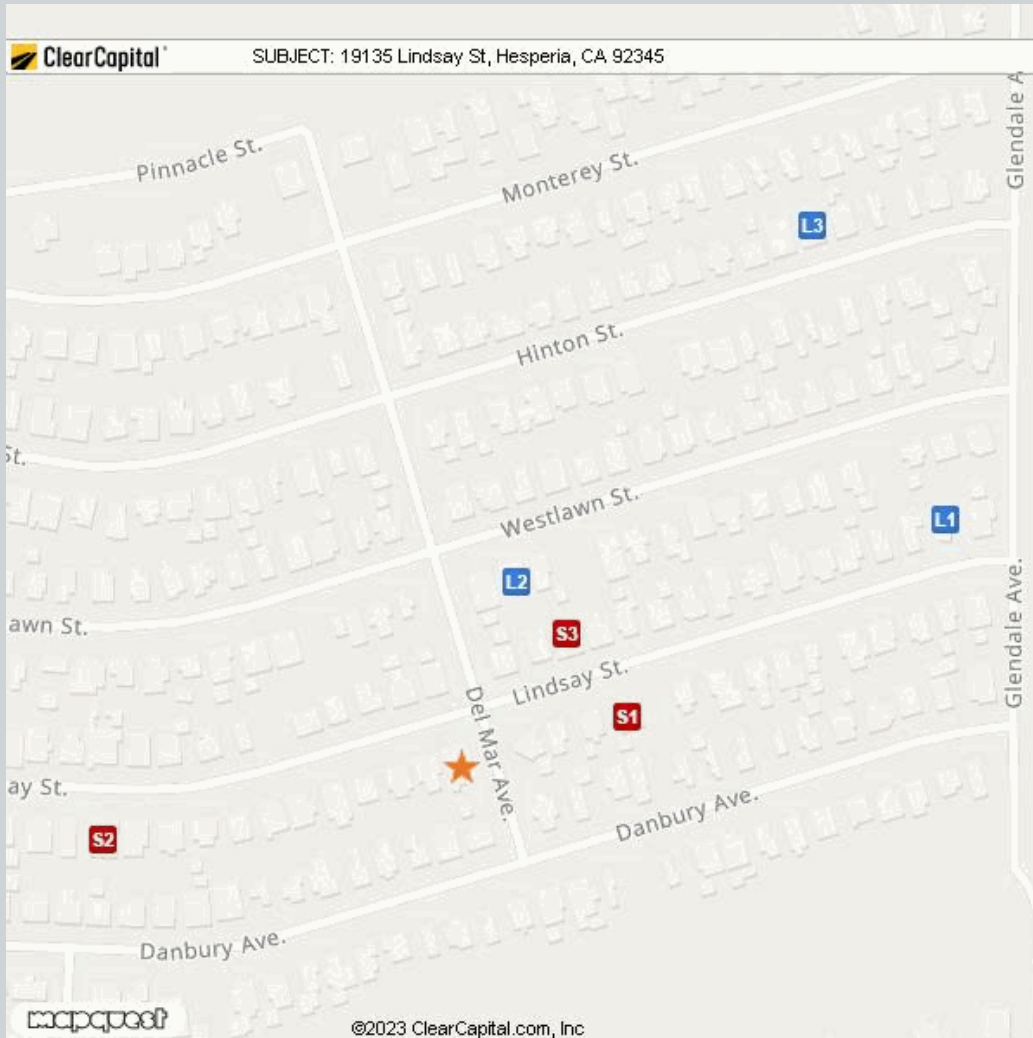 ClearCapital
SUBJECT: 19135 Lindsay St, Hesperia, CA 92345
Glendale A
Pinnacle St.
Monterey St.
L3
Hinton St.
St.
Westlawn St.
L1
L2
awn St.
S3
Glendale Ave.
Lindsay St.
Del Mar Ave.
S1
ay St.
Danbury Ave.
S2
Danbury Ave.
mapquest
©2023 ClearCapital.com, Inc